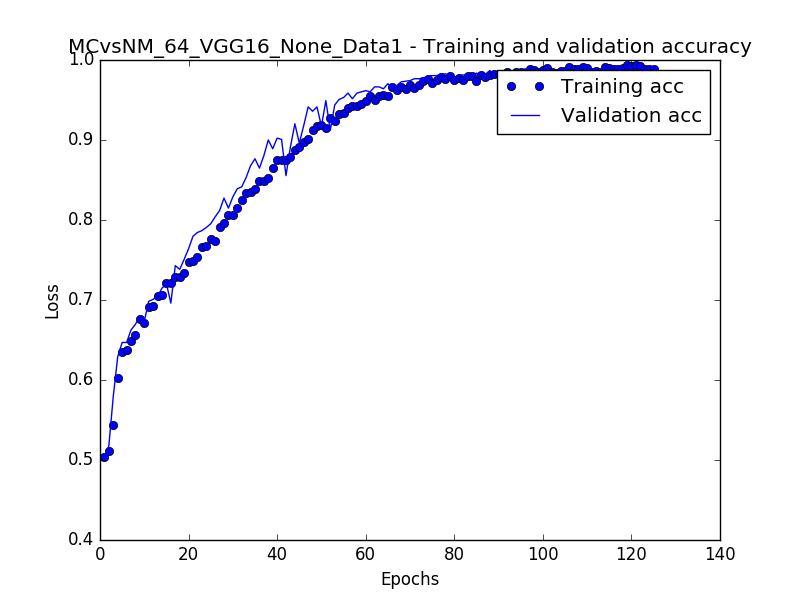 MCvsNM_64_VGG16_None_Data1 - Training and validation accuracy
1.0
0.9
0.8
0.7
0.6
0.5
0.4
Loss
Training acc
Validation acc
0 20 40 60 80 100 120 140
Epochs